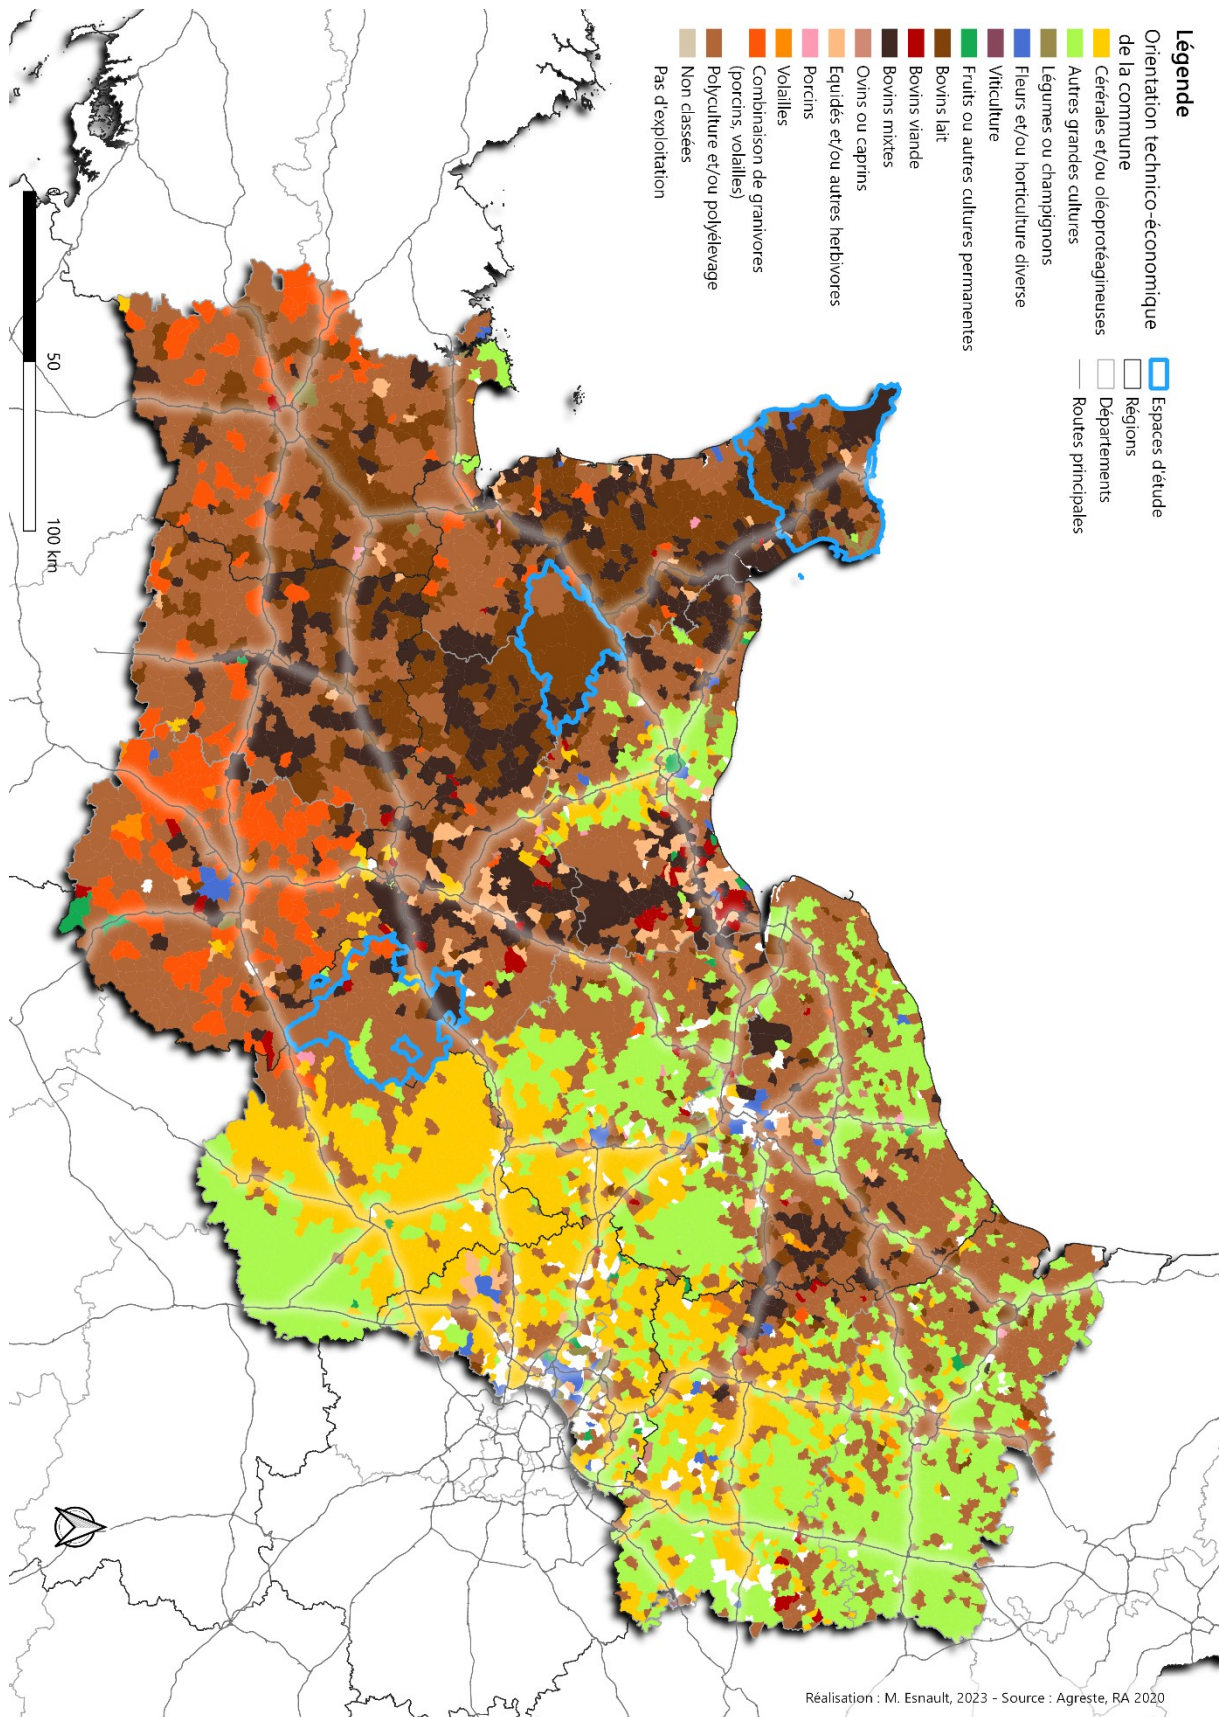 Légende
Orientation technico-économique
de la commune
Cérérales et/ou oléoprotéagineuses
Autres grandes cultures
Légumes ou champignons
Fleurs et/ou horticulture diverse
Viticulture
Fruits ou autres cultures permanentes
Bovins lait
Bovins viande
Bovins mixtes
Ovins ou caprins
Equidés et/ou autres herbivores
Porcins
Volailles
Combinaison de granivores
(porcins, volailles)
Polyculture et/ou polyélevage
Non classées
Pas d'exploitation
Espaces d'étude
Régions
Départements
Routes principales
0 50 100 km
Réalisation : M. Esnault, 2023 - Source : Agreste, RA 2020